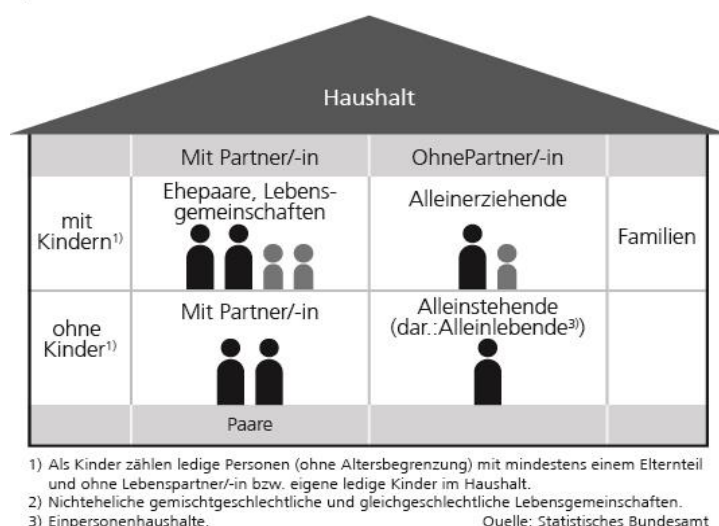 Haushalt
Mit Partner/-in
OhnePartner/-in
mit
Kindern¹⁾
Ehepaare, Lebens-
gemeinschaften
Alleinerziehende
Familien
ohne
Kinder¹⁾
Mit Partner/-in
Alleinstehende
(dar.:Alleinlebende³⁾)
Paare
1) Als Kinder zählen ledige Personen (ohne Altersbegrenzung) mit mindestens einem Elternteil
und ohne Lebenspartner/-in bzw. eigene ledige Kinder im Haushalt.
2) Nichteheliche gemischtgeschlechtliche und gleichgeschlechtliche Lebensgemeinschaften.
3) Einpersonenhaushalte. Quelle: Statistisches Bundesamt